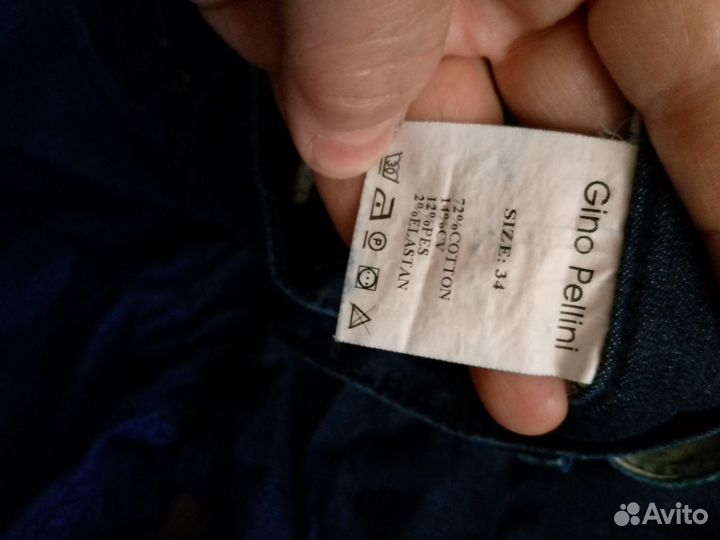 Gino Pellini
SIZE: 34
72%COTTON
14%CV
12%PES
2%ELASTAN
30
P
Avito